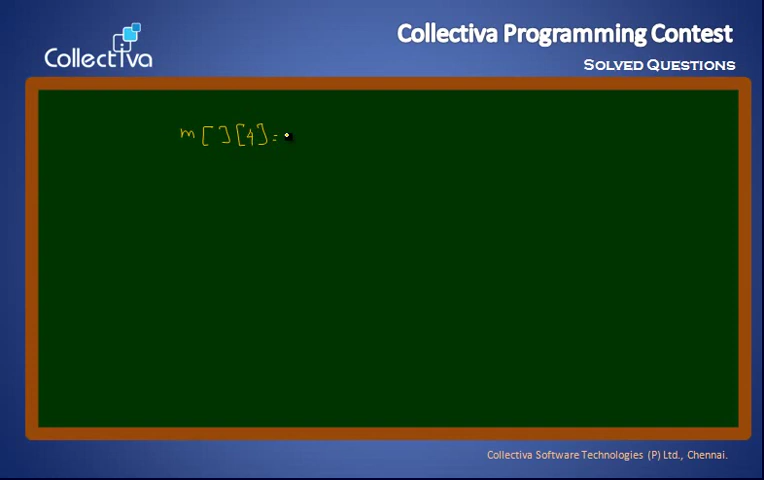 Collectiva Programming Contest
Collectiva
SOLVED QUESTIONS
m[ ][4]=
Collectiva Software Technologies (P) Ltd., Chennai.